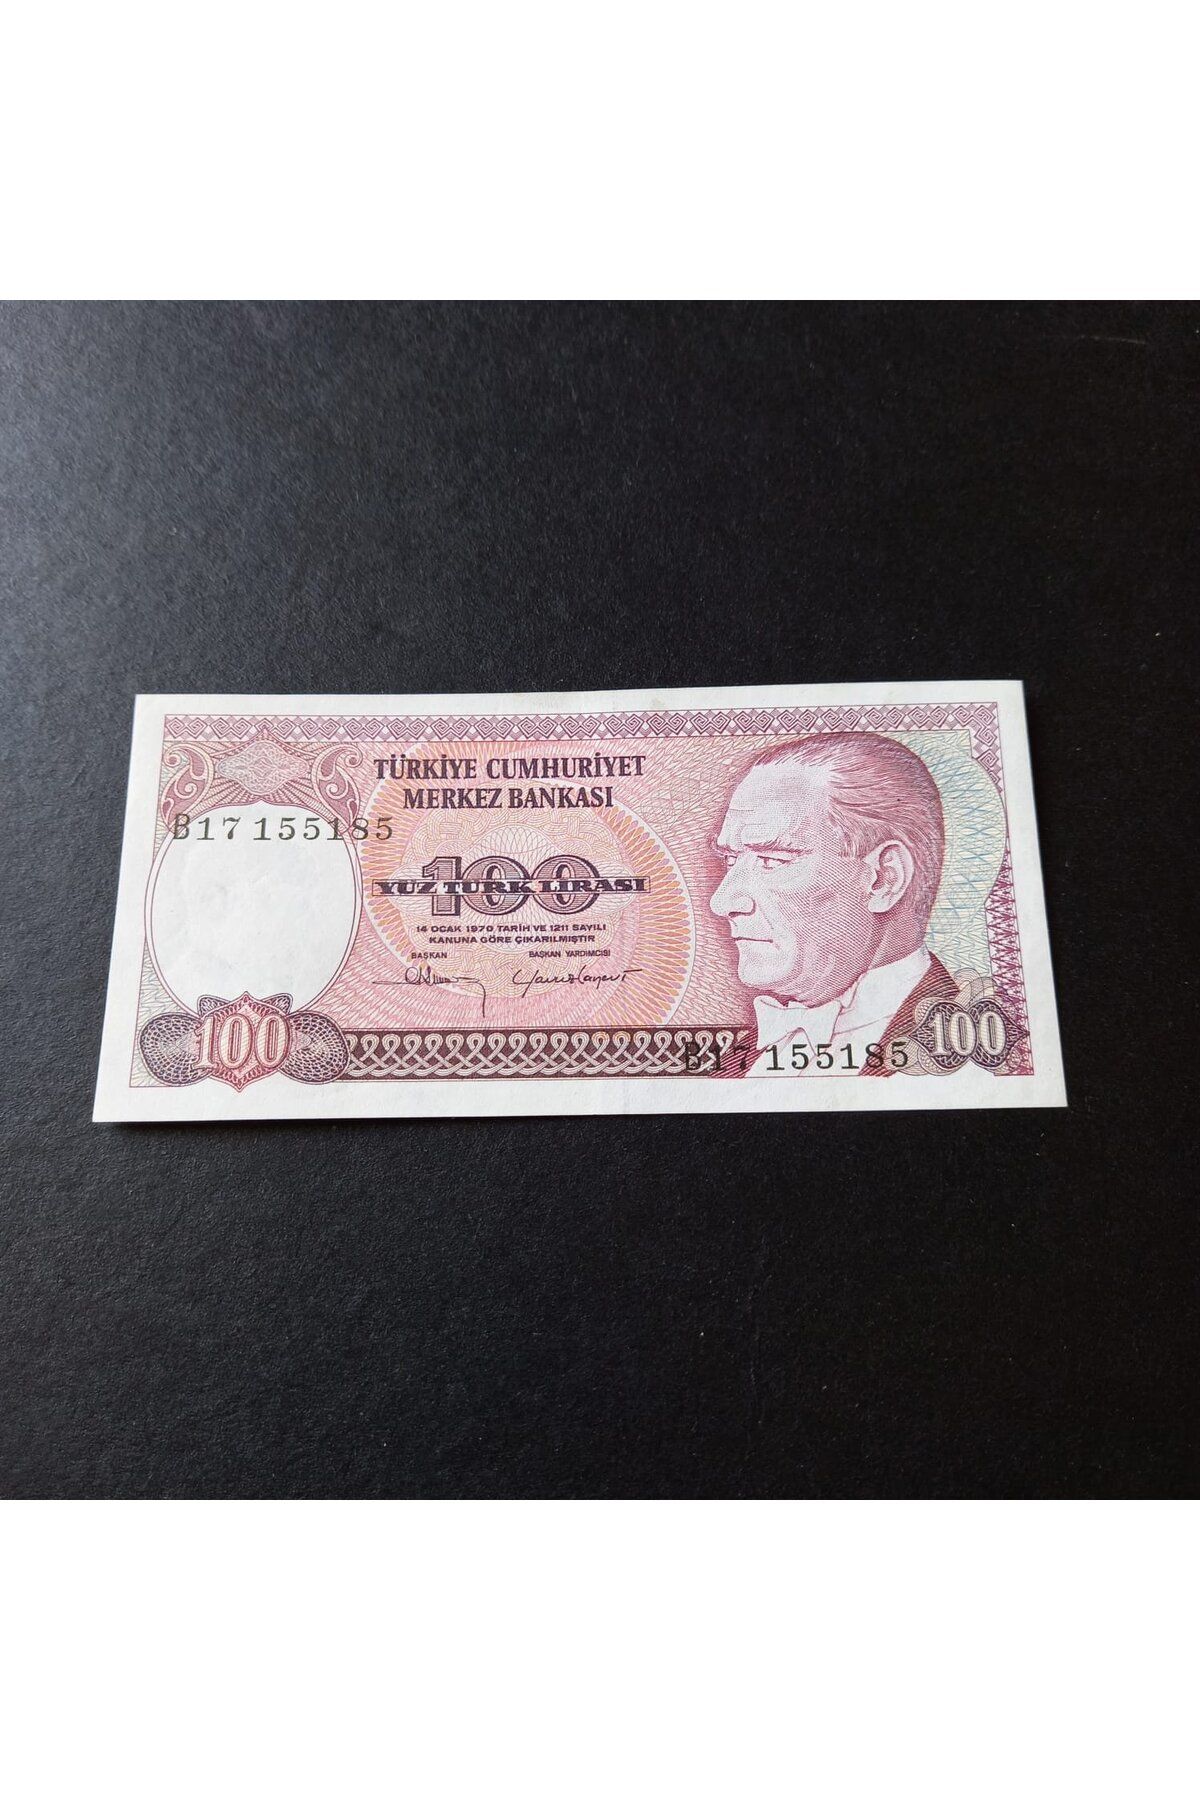 TÜRKİYE CUMHURİYET
MERKEZ BANKASI
B17 155185
100
YÜZ TÜRK LİRASI
14 OCAK 1970 TARİH VE 1211 SAYILI
KANUNA GÖRE ÇIKARILMIŞTIR
BAŞKAN BAŞKAN YARDIMCISI
100
B17 155185
100